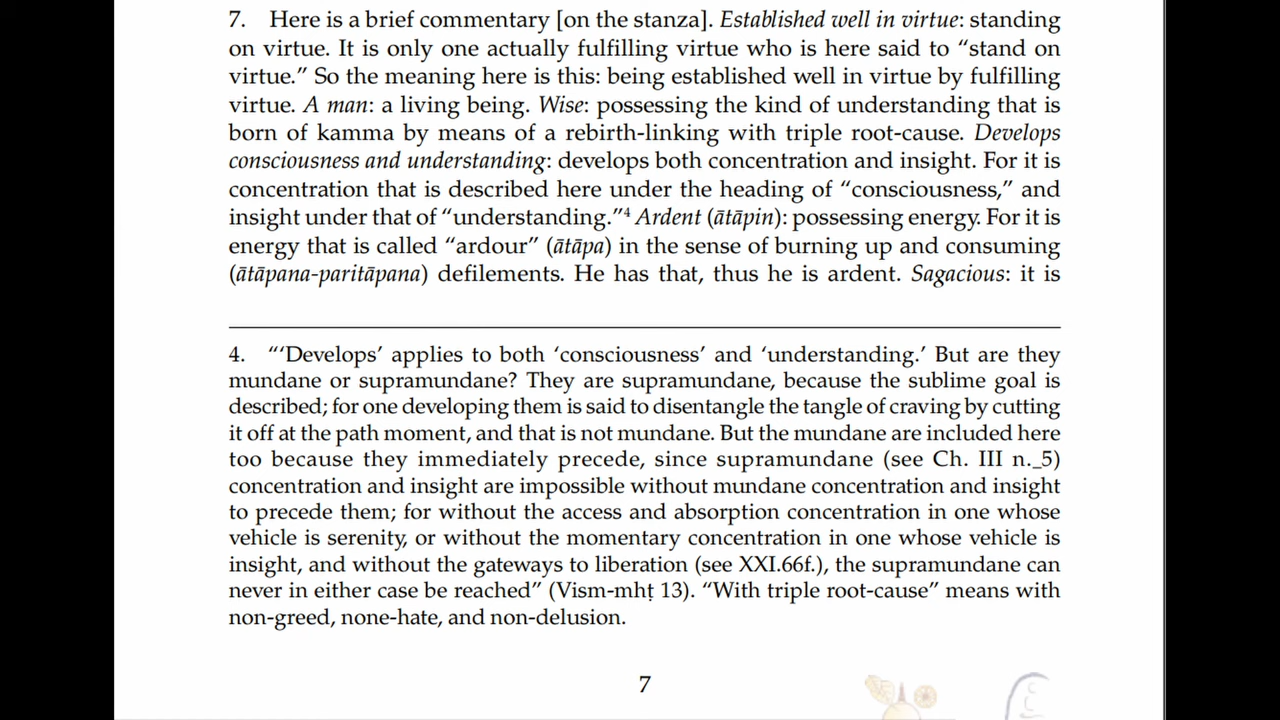 7. Here is a brief commentary [on the stanza]. Established well in virtue: standing
on virtue. It is only one actually fulfilling virtue who is here said to “stand on
virtue.” So the meaning here is this: being established well in virtue by fulfilling
virtue. A man: a living being. Wise: possessing the kind of understanding that is
born of kamma by means of a rebirth-linking with triple root-cause. Develops
consciousness and understanding: develops both concentration and insight. For it is
concentration that is described here under the heading of “consciousness,” and
insight under that of “understanding.”⁴ Ardent (ātāpin): possessing energy. For it is
energy that is called “ardour” (ātāpa) in the sense of burning up and consuming
(ātāpana-paritāpana) defilements. He has that, thus he is ardent. Sagacious: it is
4. “‘Develops’ applies to both ‘consciousness’ and ‘understanding.’ But are they
mundane or supramundane? They are supramundane, because the sublime goal is
described; for one developing them is said to disentangle the tangle of craving by cutting
it off at the path moment, and that is not mundane. But the mundane are included here
too because they immediately precede, since supramundane (see Ch. III n._5)
concentration and insight are impossible without mundane concentration and insight
to precede them; for without the access and absorption concentration in one whose
vehicle is serenity, or without the momentary concentration in one whose vehicle is
insight, and without the gateways to liberation (see XXI.66f.), the supramundane can
never in either case be reached” (Vism-mhṭ 13). “With triple root-cause” means with
non-greed, none-hate, and non-delusion.
7